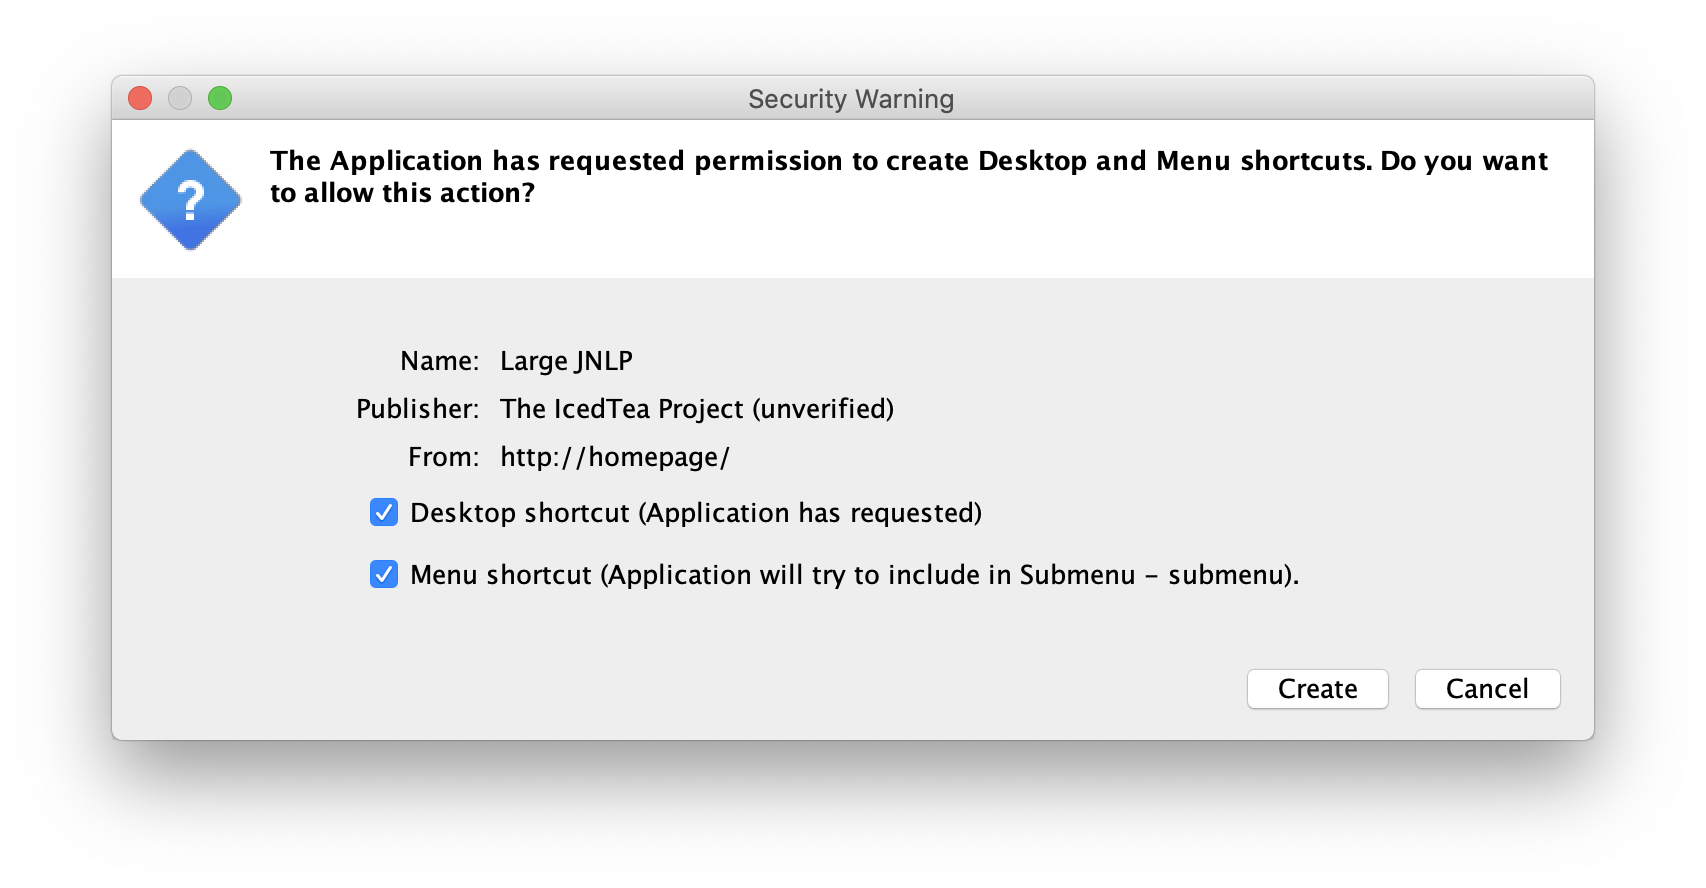 Security Warning
The Application has requested permission to create Desktop and Menu shortcuts. Do you want
to allow this action?
?
Name: Large JNLP
Publisher: The IcedTea Project (unverified)
From: http://homepage/
Desktop shortcut (Application has requested)
Menu shortcut (Application will try to include in Submenu – submenu).
Create Cancel